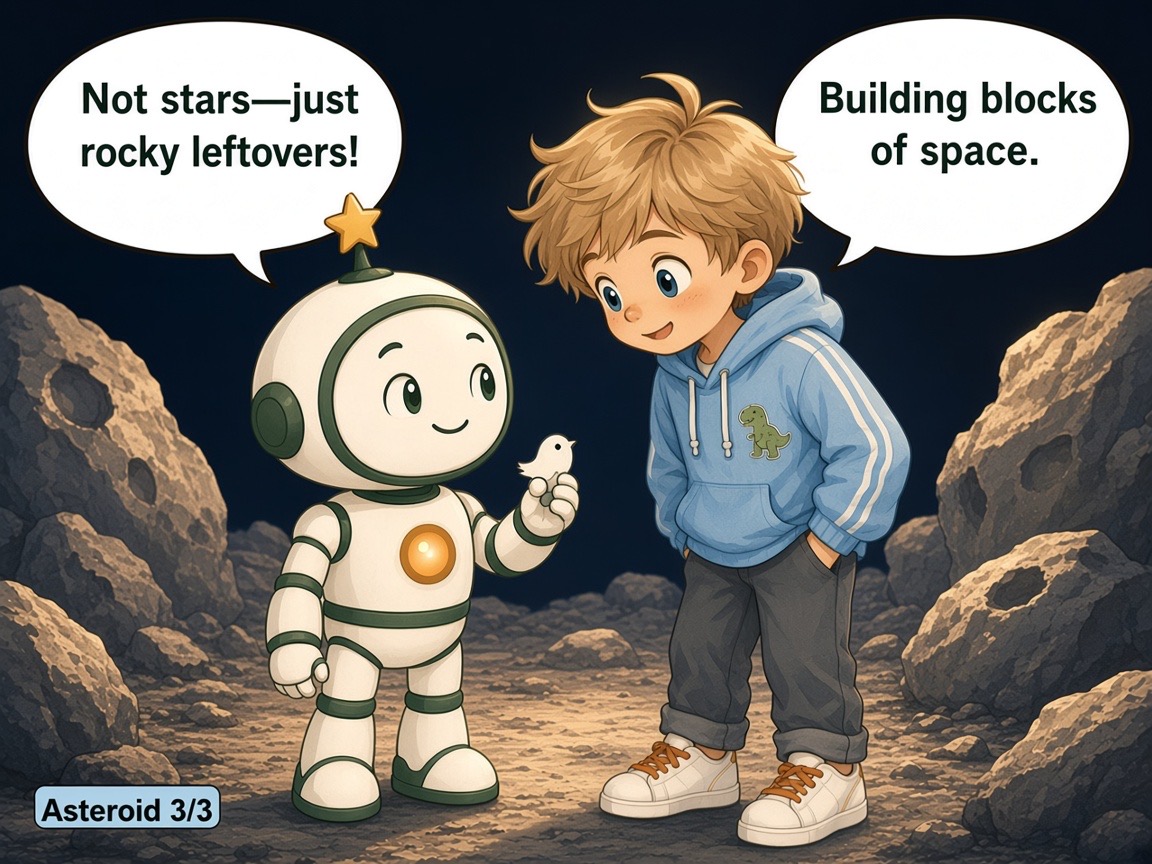 Not stars—just
rocky leftovers!
Building blocks
of space.
Asteroid 3/3